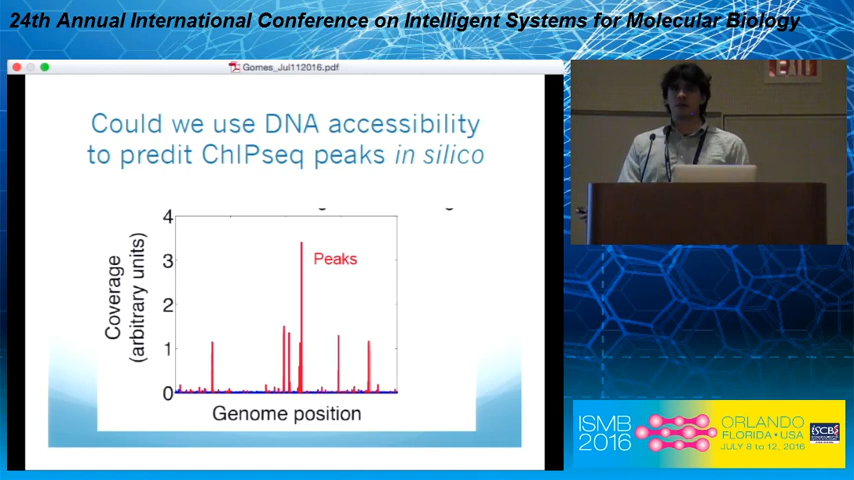 24th Annual International Conference on Intelligent Systems for Molecular Biology
Gomes_Jul112016.pdf
Could we use DNA accessibility
to predit ChIPseq peaks in silico
4
3
2
1
0
Coverage
(arbitrary units)
Peaks
Genome position
ISMB
2016
ORLANDO
FLORIDA • USA
JULY 8 to 12, 2016
ISCB